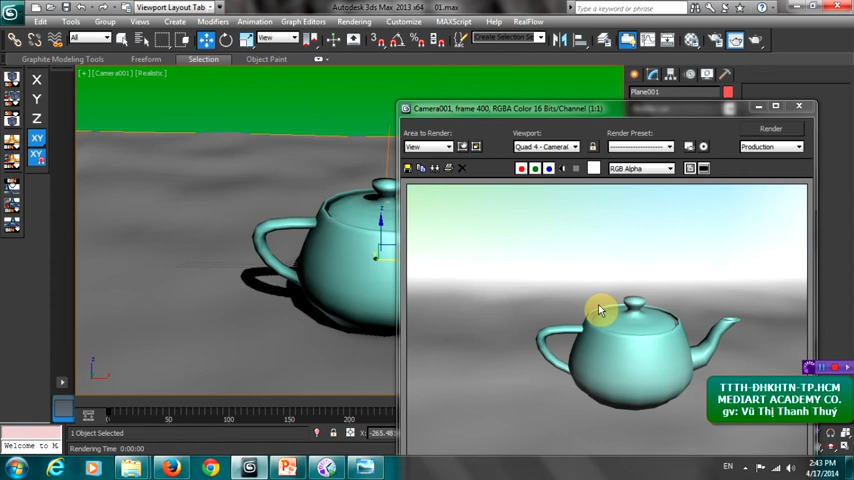 Viewport Layout Tab
Autodesk 3ds Max 2013 x64
01.max
Type a keyword or phrase
Edit Tools Group Views Create Modifiers Animation Graph Editors Rendering Customize MAXScript Help RealFlow
All
View
Create Selection Se
Graphite Modeling Tools Freeform Selection Object Paint
[ + ] [ Camera001 ] [ Realistic ]
X
Y
Z
XY
XY
Plane001
Camera001, frame 400, RGBA Color 16 Bits/Channel (1:1)
Area to Render:
View
Viewport:
Quad 4 - Camera
Render Preset:
Render
Production
RGB Alpha
z
z
x
0 50 100 150 200 250
TTTH-ĐHKHTN-TP.HCM
MEDIART ACADEMY CO.
gv: Vũ Thị Thanh Thuý
1 Object Selected
X: -265.48
Welcome to M
Rendering Time 0:00:00
EN
2:43 PM
4/17/2014